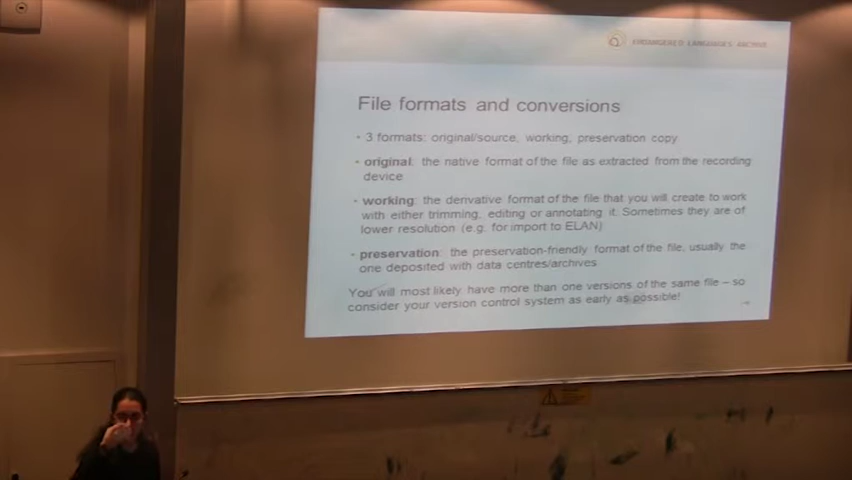 ENDANGERED LANGUAGES ARCHIVE
File formats and conversions
• 3 formats: original/source, working, preservation copy
• original: the native format of the file as extracted from the recording
device
• working: the derivative format of the file that you will create to work
with either trimming, editing or annotating it. Sometimes they are of
lower resolution (e.g. for import to ELAN)
• preservation: the preservation-friendly format of the file, usually the
one deposited with data centres/archives
You will most likely have more than one versions of the same file – so
consider your version control system as early as possible!